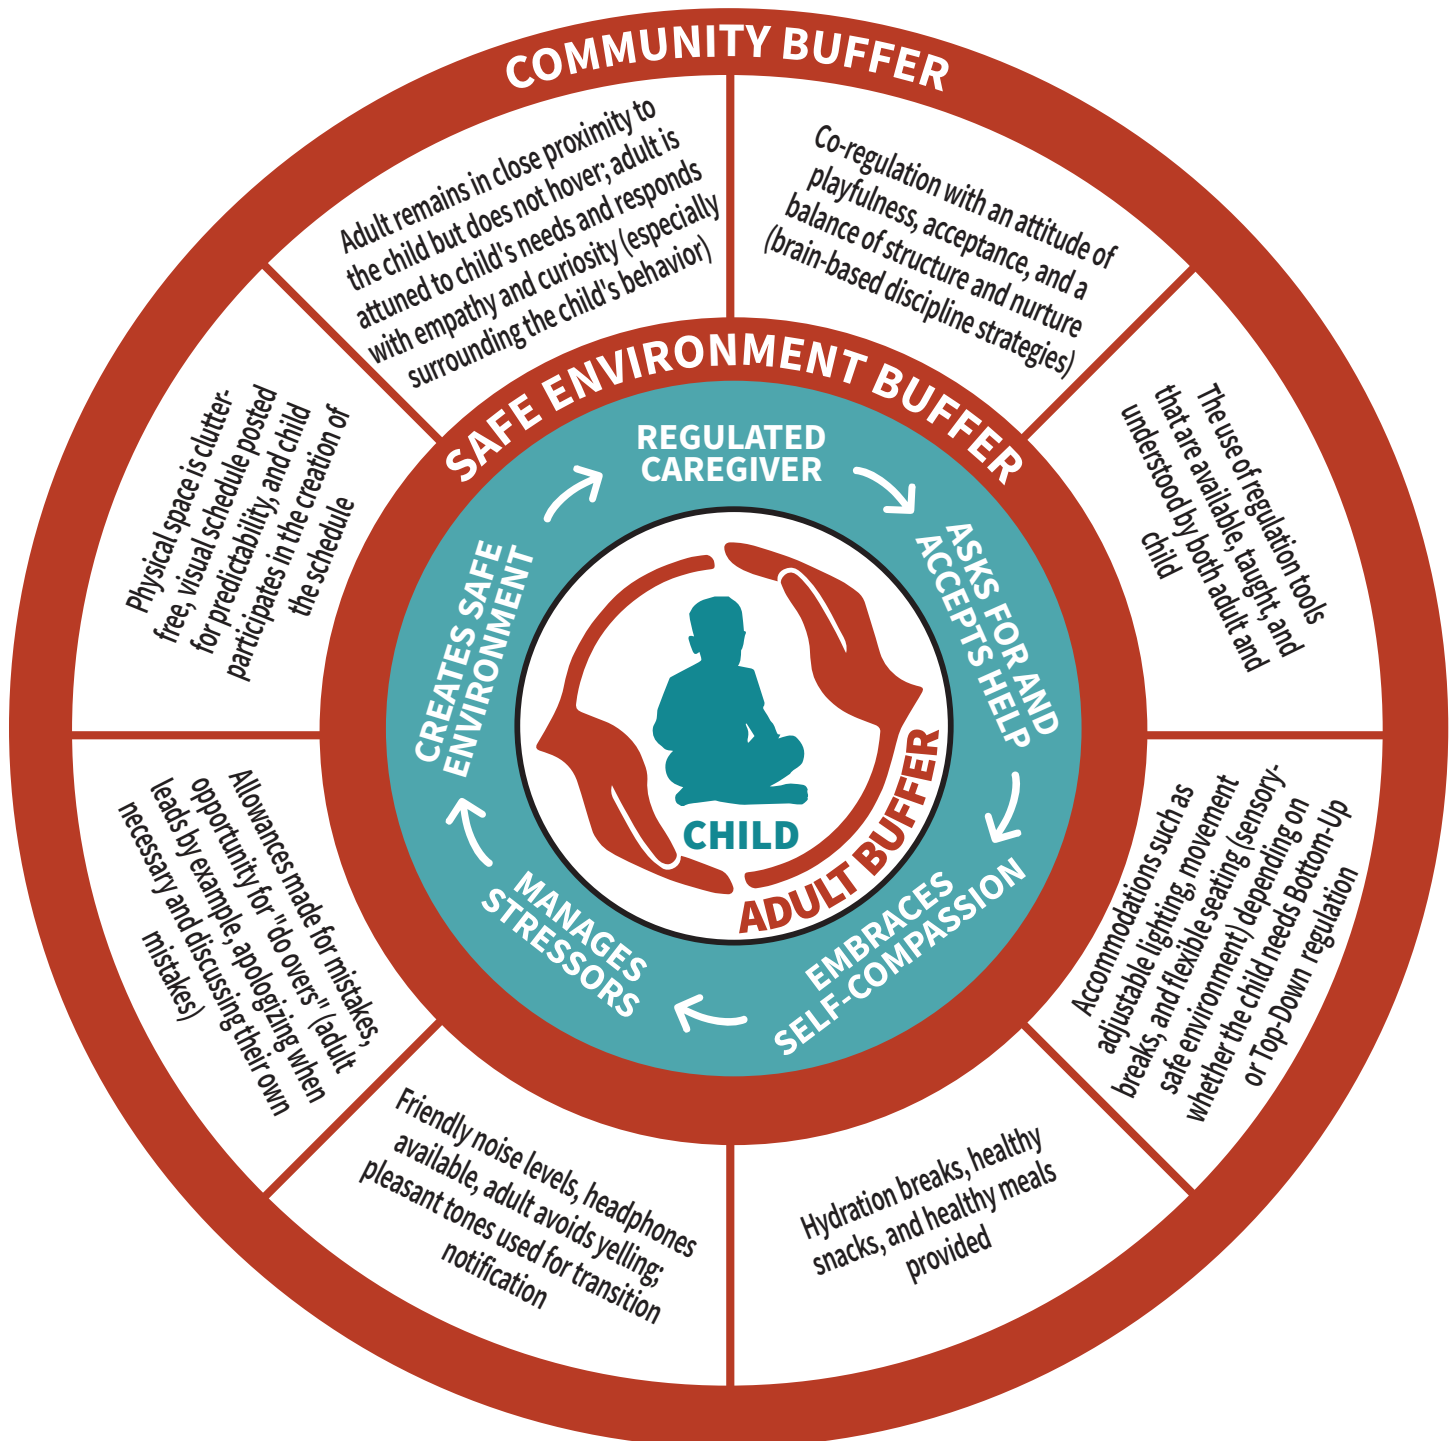 COMMUNITY BUFFER
Adult remains in close proximity to
the child but does not hover; adult is
attuned to child's needs and responds
with empathy and curiosity (especially
surrounding the child's behavior)
Co-regulation with an attitude of
playfulness, acceptance, and a
balance of structure and nurture
(brain-based discipline strategies)
The use of regulation tools
that are available, taught, and
understood by both adult and
child
Accommodations such as
adjustable lighting, movement
breaks, and flexible seating (sensory-
safe environment) depending on
whether the child needs Bottom-Up
or Top-Down regulation
Hydration breaks, healthy
snacks, and healthy meals
provided
Friendly noise levels, headphones
available, adult avoids yelling;
pleasant tones used for transition
notification
Allowances made for mistakes,
opportunity for "do overs" (adult
leads by example, apologizing when
necessary and discussing their own
mistakes)
Physical space is clutter-
free, visual schedule posted
for predictability, and child
participates in the creation of
the schedule
SAFE ENVIRONMENT BUFFER
REGULATED
CAREGIVER
ASKS FOR AND
ACCEPTS HELP
EMBRACES
SELF-COMPASSION
MANAGES
STRESSORS
CREATES SAFE
ENVIRONMENT
CHILD
ADULT BUFFER